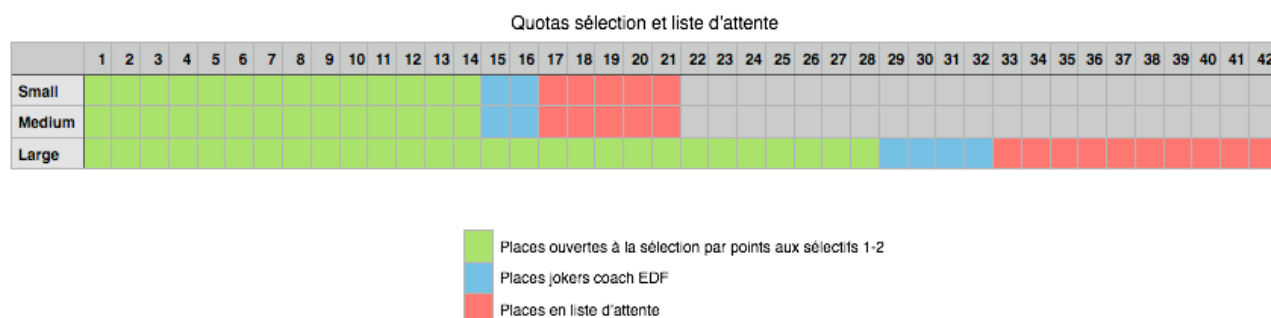 Quotas sélection et liste d'attente
1 2 3 4 5 6 7 8 9 10 11 12 13 14 15 16 17 18 19 20 21 22 23 24 25 26 27 28 29 30 31 32 33 34 35 36 37 38 39 40 41 42
Small
Medium
Large
Places ouvertes à la sélection par points aux sélectifs 1-2
Places jokers coach EDF
Places en liste d'attente